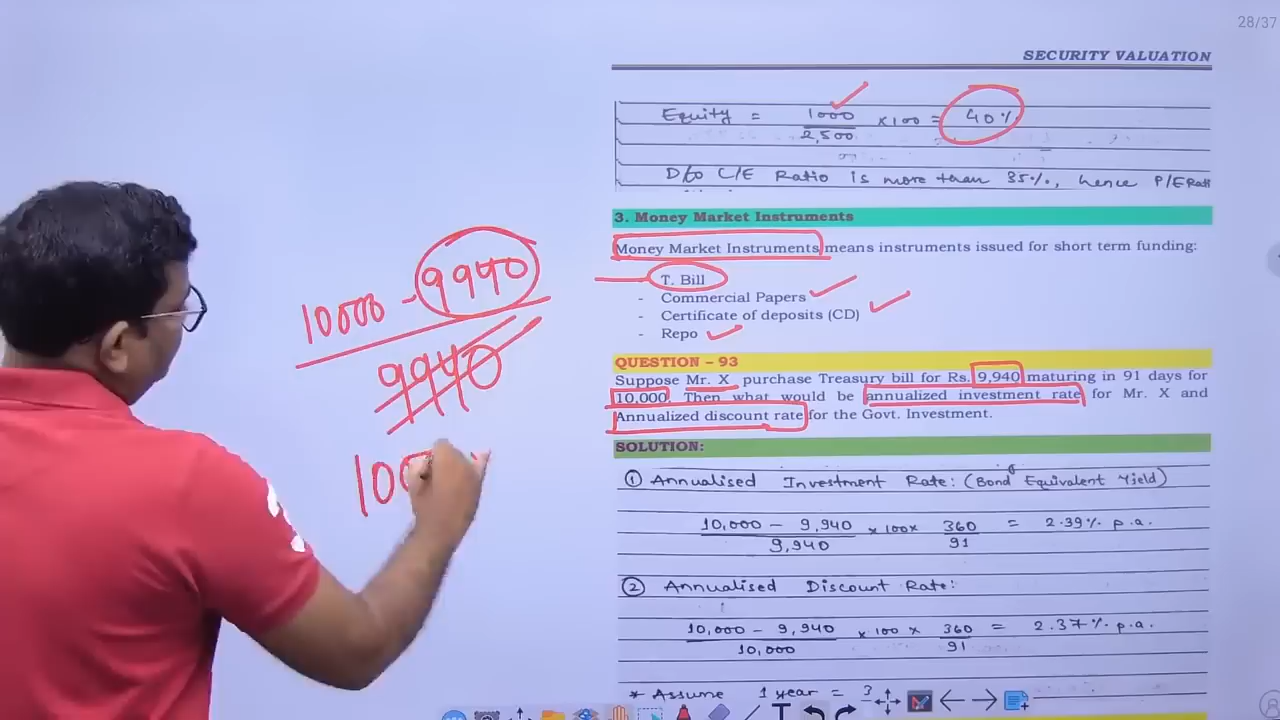 28/37
SECURITY VALUATION
Equity = 1000 / 2,500 ×100 = 40%
D/to C/E Ratio is more than 35%, hence P/E Rati
3. Money Market Instruments
Money Market Instruments means instruments issued for short term funding:
- T. Bill
- Commercial Papers
- Certificate of deposits (CD)
- Repo
QUESTION – 93
Suppose Mr. X purchase Treasury bill for Rs. 9,940 maturing in 91 days for
10,000. Then what would be annualized investment rate for Mr. X and
Annualized discount rate for the Govt. Investment.
SOLUTION:
① Annualised Investment Rate: (Bond Equivalent Yield)
10,000 – 9,940 / 9,940 × 100 × 360 / 91 = 2.39% p.a.
② Annualised Discount Rate:
10,000 – 9,940 / 10,000 × 100 × 360 / 91 = 2.37% p.a.
* Assume 1 year = 3
10000 - 9940
9940
100